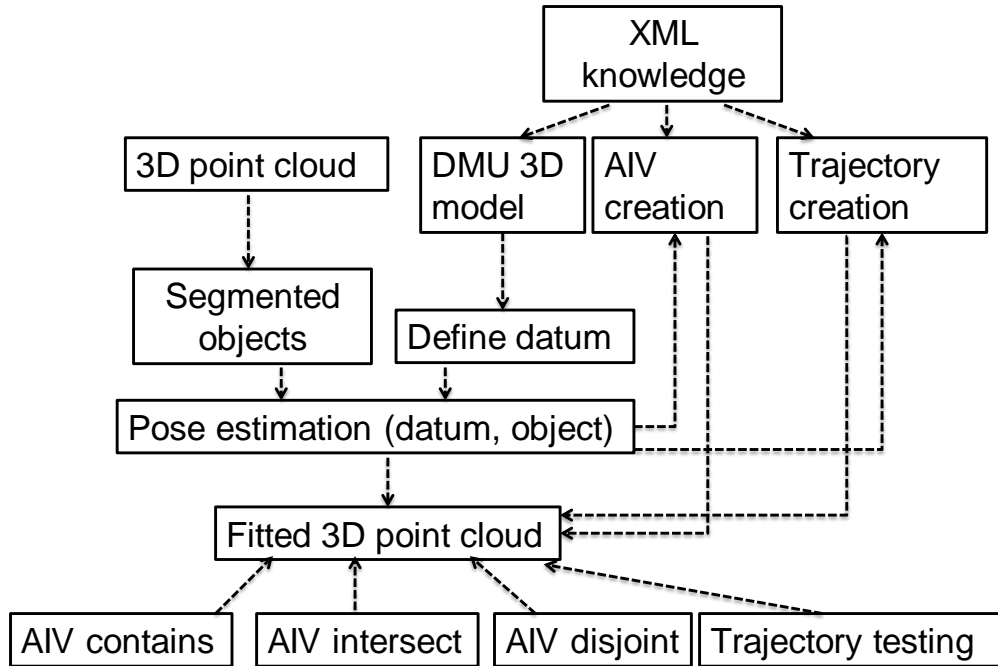 XML
knowledge
3D point cloud
DMU 3D
model
AIV
creation
Trajectory
creation
Segmented
objects
Define datum
Pose estimation (datum, object)
Fitted 3D point cloud
AIV contains
AIV intersect
AIV disjoint
Trajectory testing